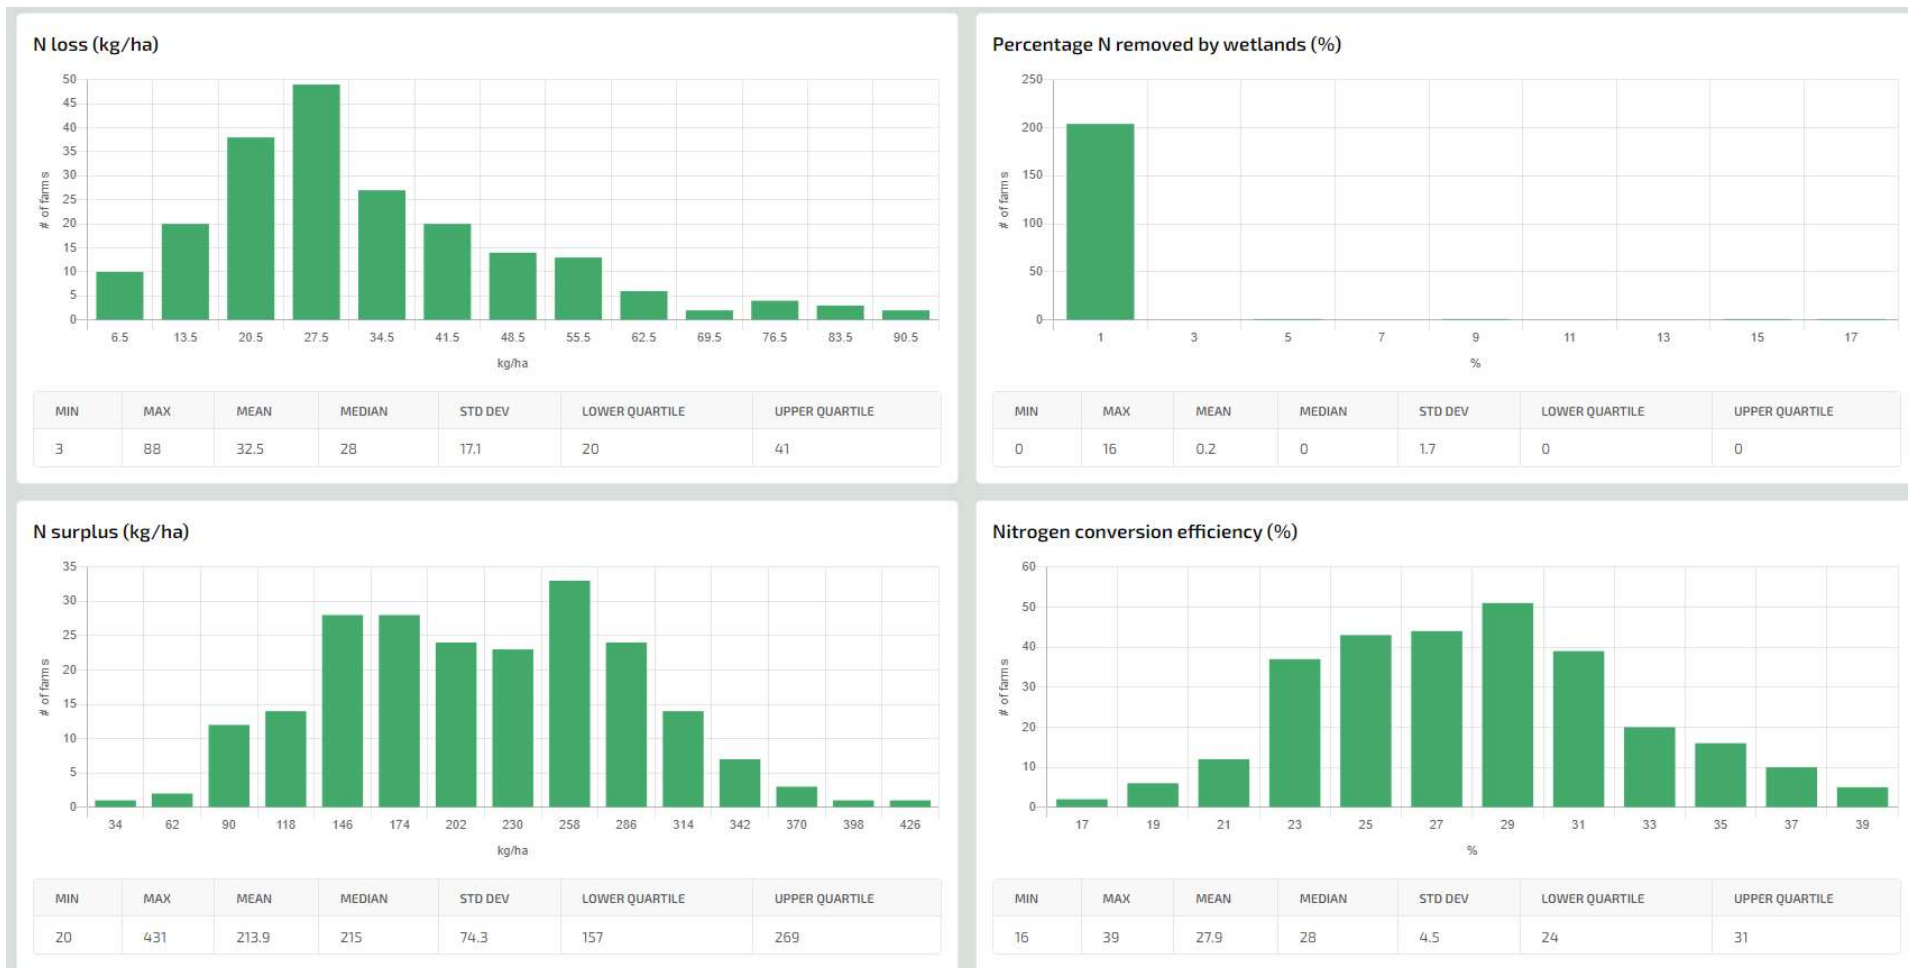 N loss (kg/ha)
50
45
40
35
30
25
20
15
10
5
0
# of farms
6.5 13.5 20.5 27.5 34.5 41.5 48.5 55.5 62.5 69.5 76.5 83.5 90.5
kg/ha
MIN MAX MEAN MEDIAN STD DEV LOWER QUARTILE UPPER QUARTILE
3 88 32.5 28 17.1 20 41
Percentage N removed by wetlands (%)
250
200
150
100
50
0
# of farms
1 3 5 7 9 11 13 15 17
%
MIN MAX MEAN MEDIAN STD DEV LOWER QUARTILE UPPER QUARTILE
0 16 0.2 0 1.7 0 0
N surplus (kg/ha)
35
30
25
20
15
10
5
0
# of farms
34 62 90 118 146 174 202 230 258 286 314 342 370 398 426
kg/ha
MIN MAX MEAN MEDIAN STD DEV LOWER QUARTILE UPPER QUARTILE
20 431 213.9 215 74.3 157 269
Nitrogen conversion efficiency (%)
60
50
40
30
20
10
0
# of farms
17 19 21 23 25 27 29 31 33 35 37 39
%
MIN MAX MEAN MEDIAN STD DEV LOWER QUARTILE UPPER QUARTILE
16 39 27.9 28 4.5 24 31